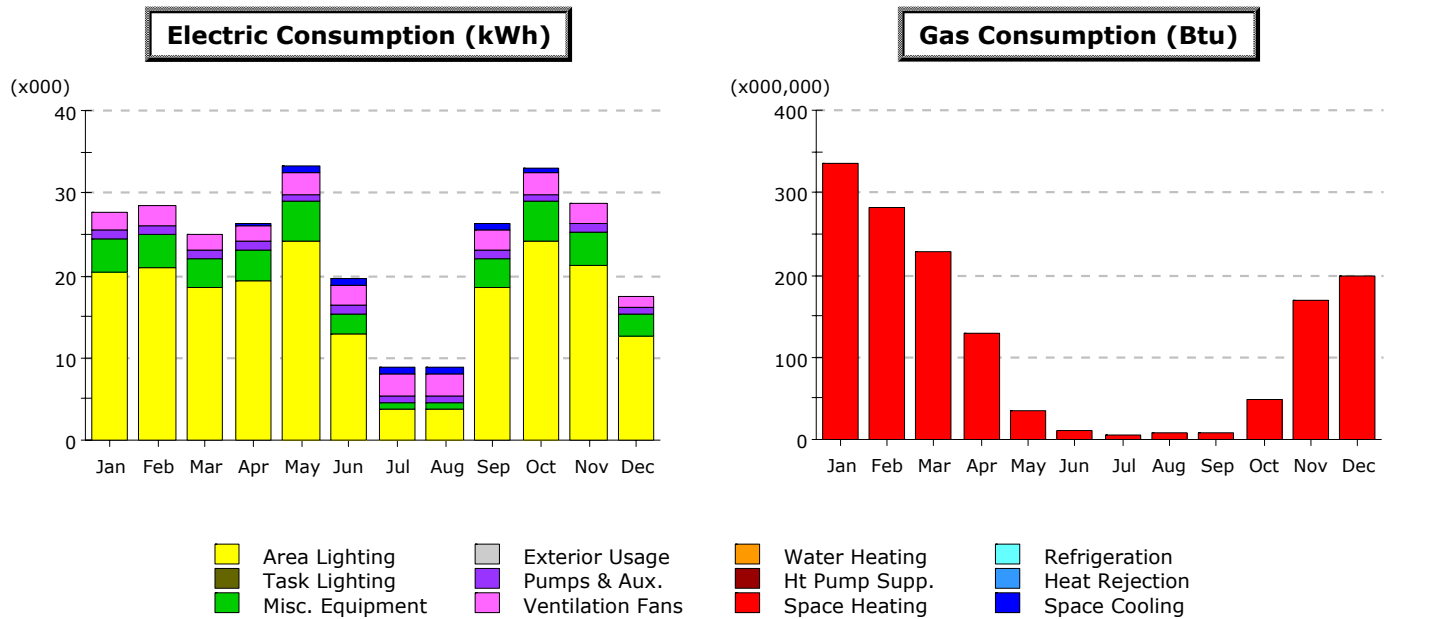 Electric Consumption (kWh)
(x000)
40
30
20
10
0
Jan Feb Mar Apr May Jun Jul Aug Sep Oct Nov Dec
Gas Consumption (Btu)
(x000,000)
400
300
200
100
0
Jan Feb Mar Apr May Jun Jul Aug Sep Oct Nov Dec
Area Lighting
Task Lighting
Misc. Equipment
Exterior Usage
Pumps & Aux.
Ventilation Fans
Water Heating
Ht Pump Supp.
Space Heating
Refrigeration
Heat Rejection
Space Cooling